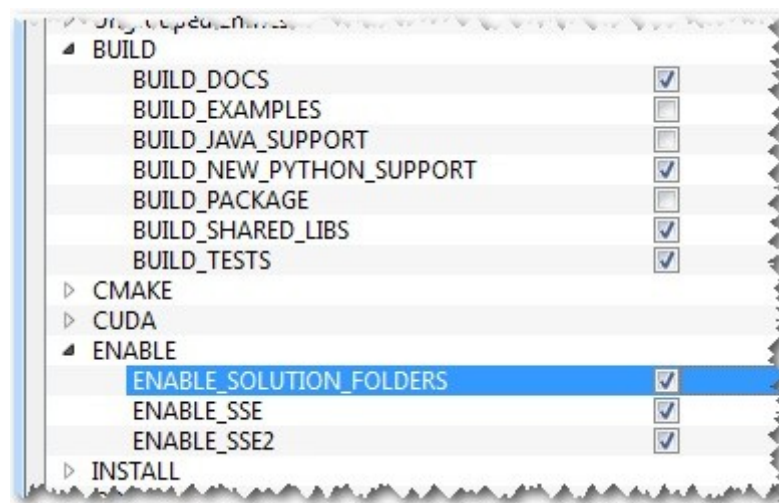 BUILD
BUILD_DOCS
BUILD_EXAMPLES
BUILD_JAVA_SUPPORT
BUILD_NEW_PYTHON_SUPPORT
BUILD_PACKAGE
BUILD_SHARED_LIBS
BUILD_TESTS
CMAKE
CUDA
ENABLE
ENABLE_SOLUTION_FOLDERS
ENABLE_SSE
ENABLE_SSE2
INSTALL